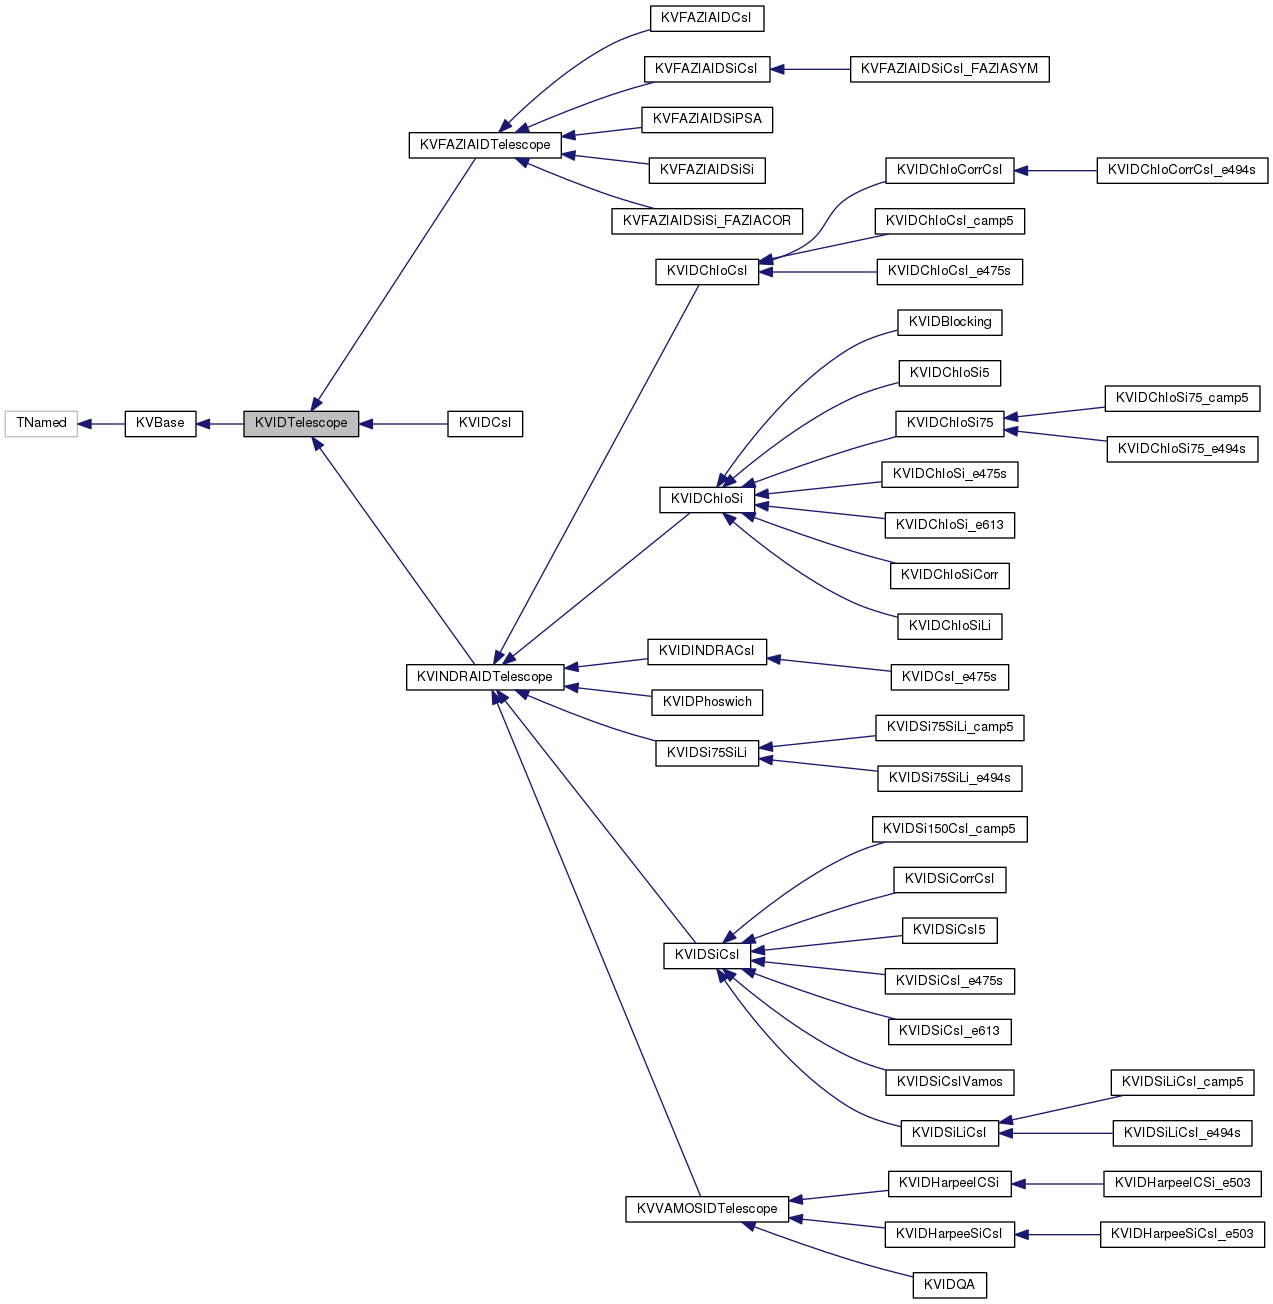 KVFAZIAIDCsI
KVFAZIAIDSiCsI
KVFAZIAIDSiCsI_FAZIASYM
KVFAZIAIDSiPSA
KVFAZIAIDTelescope
KVFAZIAIDSiSi
KVIDChIoCorrCsI
KVIDChIoCorrCsI_e494s
KVFAZIAIDSiSi_FAZIACOR
KVIDChIoCsI_camp5
KVIDChIoCsI
KVIDChIoCsI_e475s
KVIDBlocking
KVIDChIoSi5
KVIDChIoSi75_camp5
TNamed
KVBase
KVIDTelescope
KVIDCsI
KVIDChIoSi75
KVIDChIoSi75_e494s
KVIDChIoSi_e475s
KVIDChIoSi
KVIDChIoSi_e613
KVIDChIoSiCorr
KVIDChIoSiLi
KVIDINDRACsI
KVINDRAIDTelescope
KVIDCsI_e475s
KVIDPhoswich
KVIDSi75SiLi_camp5
KVIDSi75SiLi
KVIDSi75SiLi_e494s
KVIDSi150CsI_camp5
KVIDSiCorrCsI
KVIDSiCsI5
KVIDSiCsI
KVIDSiCsI_e475s
KVIDSiCsI_e613
KVIDSiCsIVamos
KVIDSiLiCsI_camp5
KVIDSiLiCsI
KVIDSiLiCsI_e494s
KVIDHarpeeICSi
KVIDHarpeeICSi_e503
KVVAMOSIDTelescope
KVIDHarpeeSiCsI
KVIDHarpeeSiCsI_e503
KVIDQA